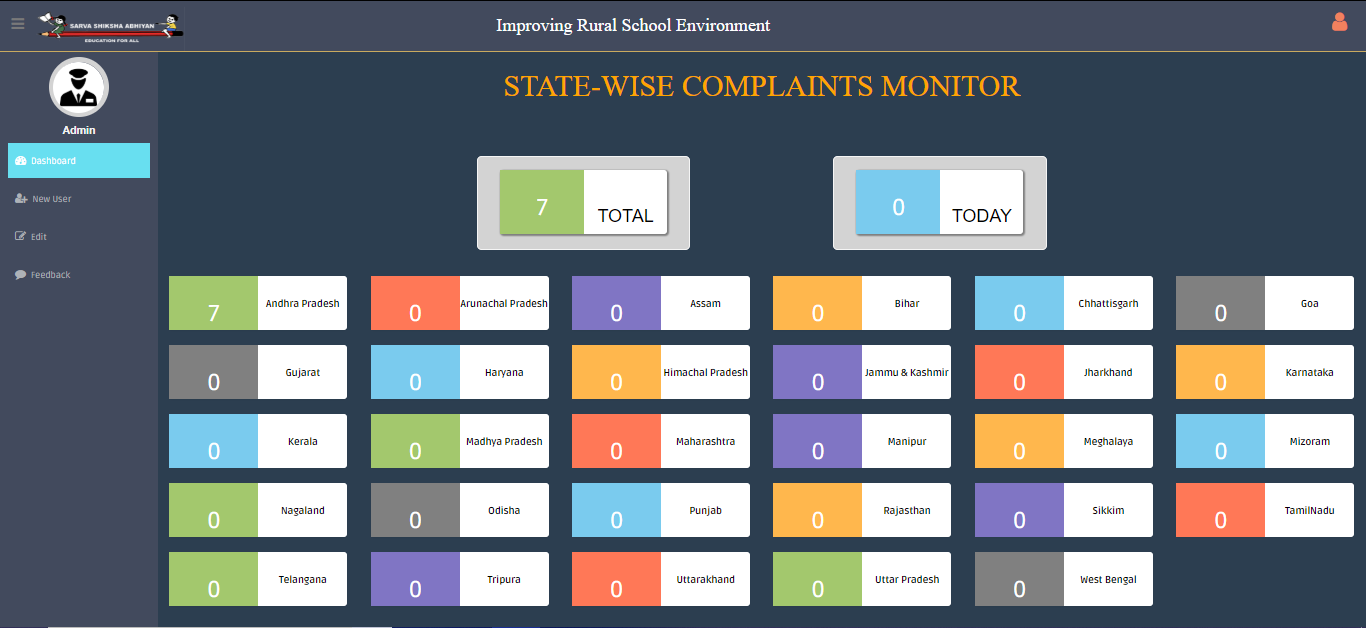 SARVA SHIKSHA ABHIYAN
EDUCATION FOR ALL
Improving Rural School Environment
Admin
Dashboard
New User
Edit
Feedback
STATE-WISE COMPLAINTS MONITOR
7 TOTAL
0 TODAY
7 Andhra Pradesh
0 Arunachal Pradesh
0 Assam
0 Bihar
0 Chhattisgarh
0 Goa
0 Gujarat
0 Haryana
0 Himachal Pradesh
0 Jammu & Kashmir
0 Jharkhand
0 Karnataka
0 Kerala
0 Madhya Pradesh
0 Maharashtra
0 Manipur
0 Meghalaya
0 Mizoram
0 Nagaland
0 Odisha
0 Punjab
0 Rajasthan
0 Sikkim
0 TamilNadu
0 Telangana
0 Tripura
0 Uttarakhand
0 Uttar Pradesh
0 West Bengal